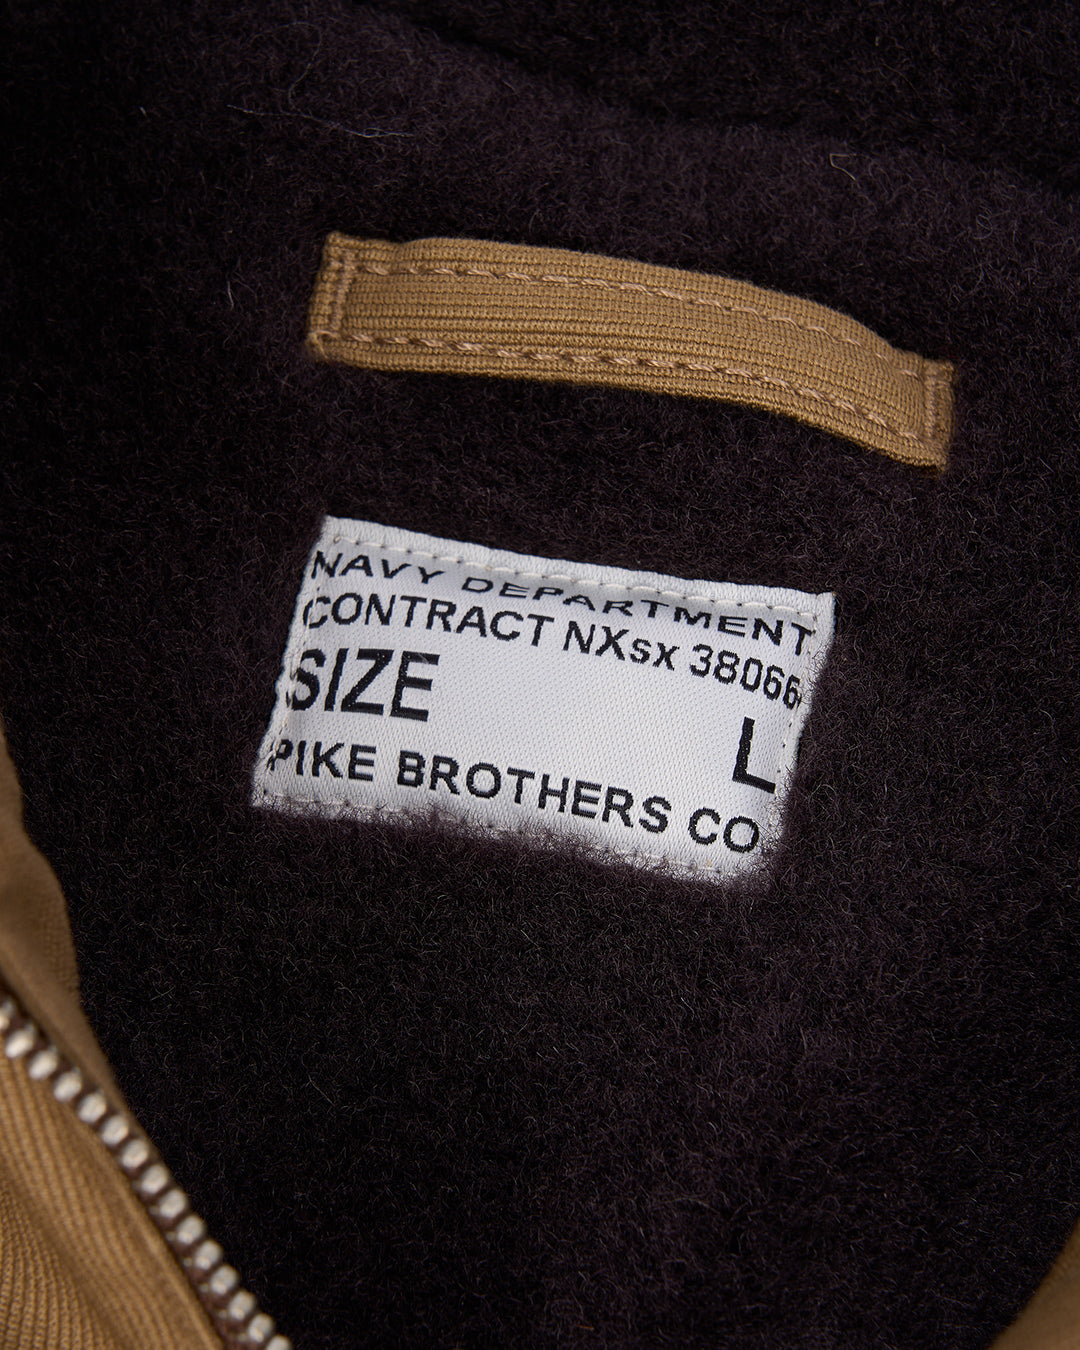 NAVY DEPARTMENT
CONTRACT NXsx 38066
SIZE L
PIKE BROTHERS CO